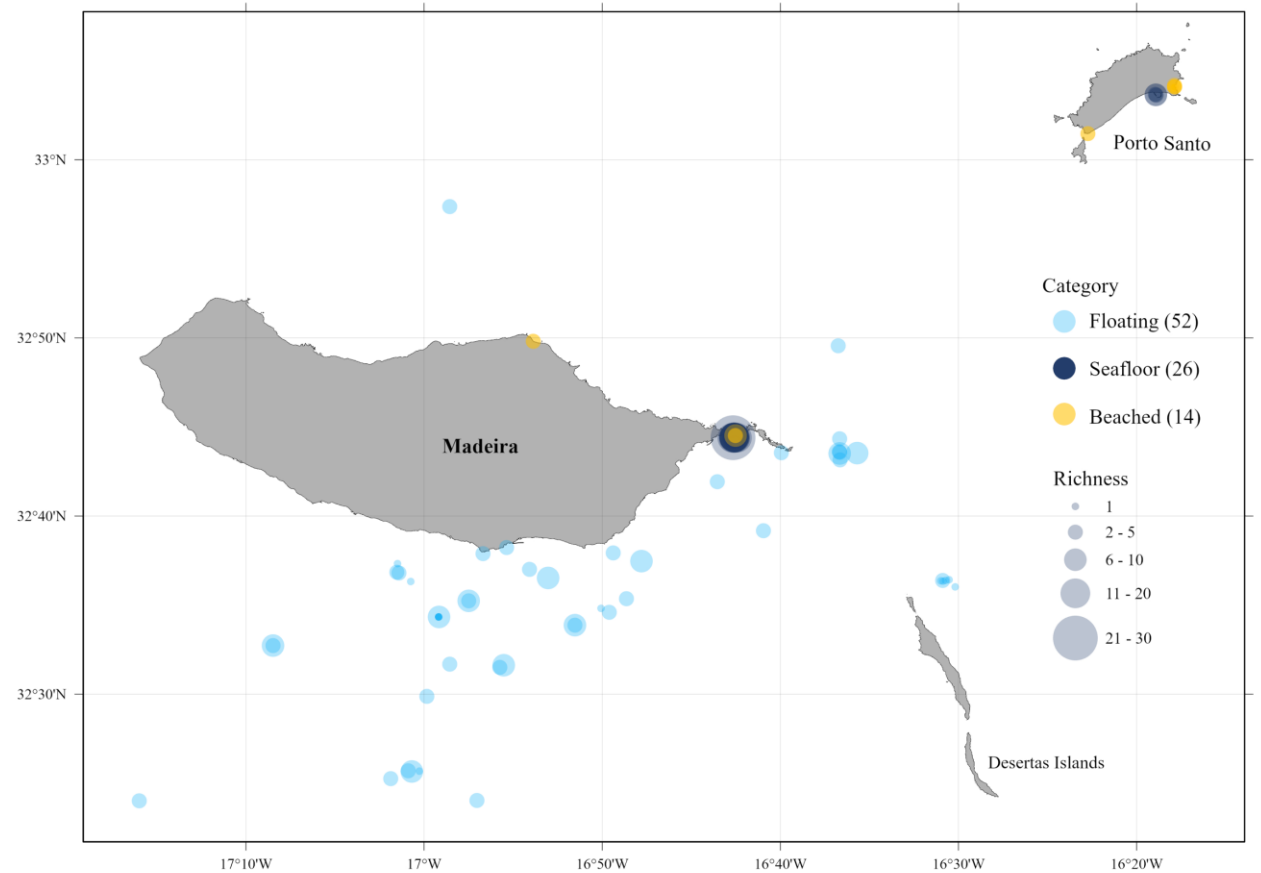 Porto Santo
33°N
Category
Floating (52)
32°50'N
Seafloor (26)
Beached (14)
Madeira
Richness
1
32°40'N
2 - 5
6 - 10
11 - 20
21 - 30
32°30'N
Desertas Islands
17°10'W 17°W 16°50'W 16°40'W 16°30'W 16°20'W